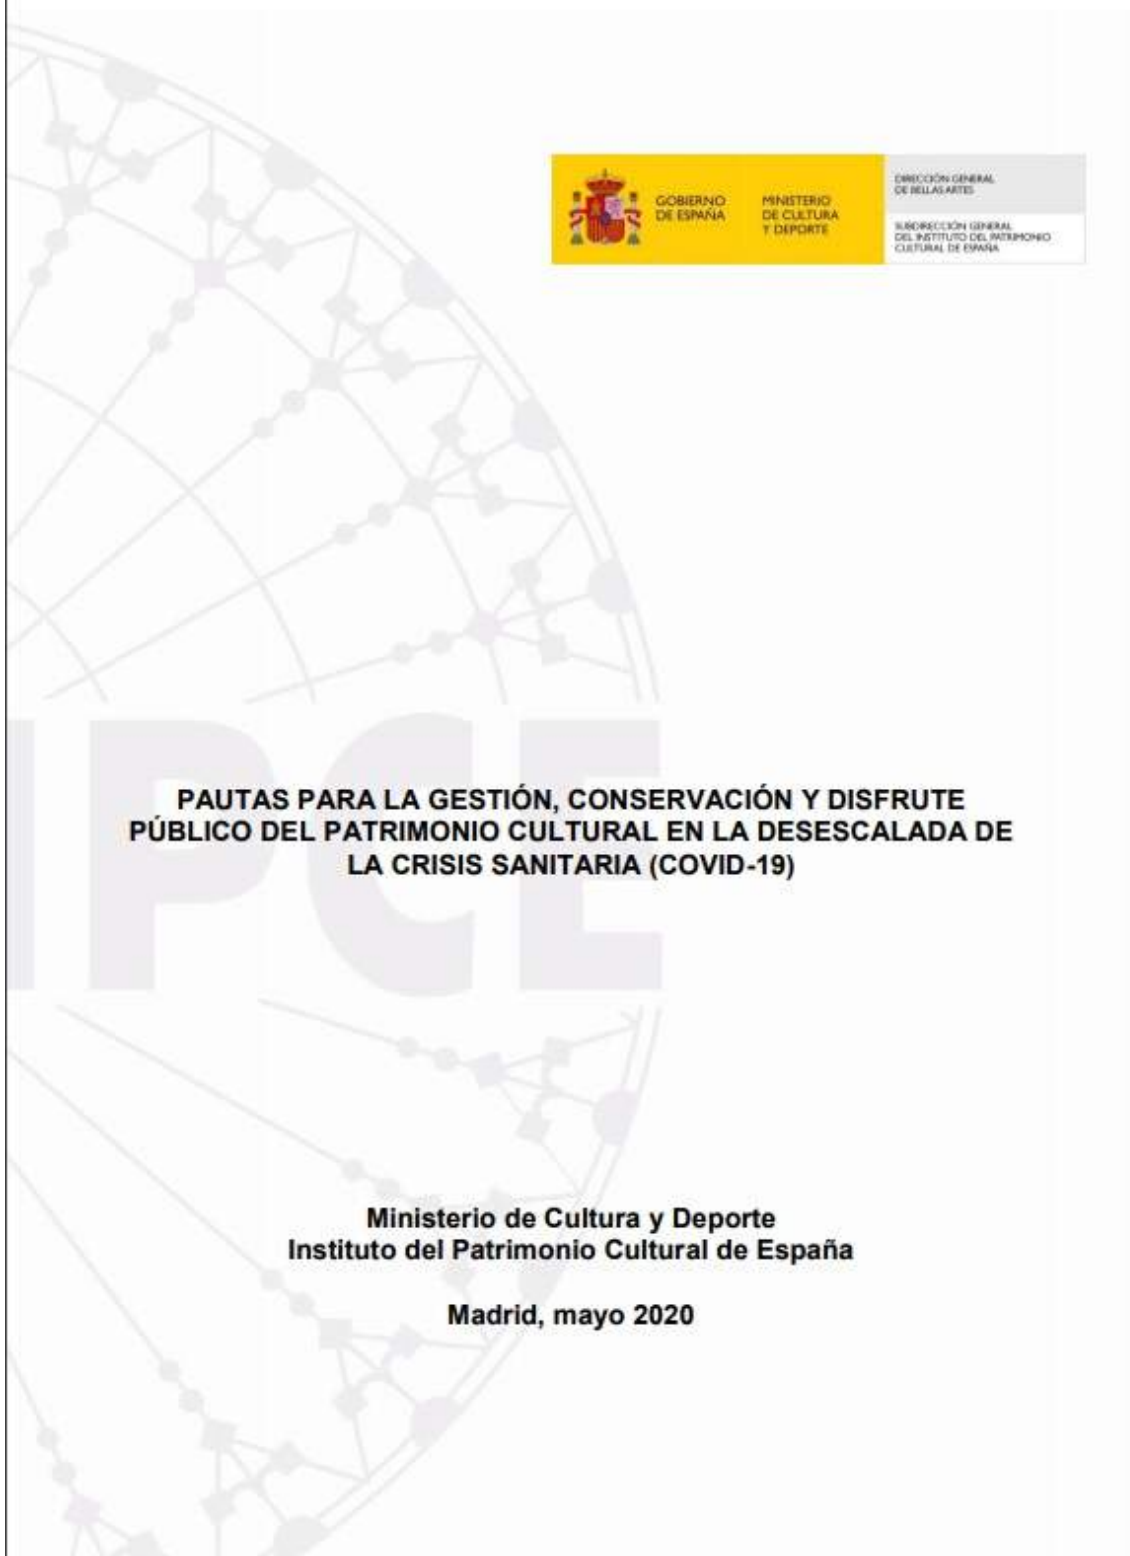 GOBIERNO
DE ESPAÑA
MINISTERIO
DE CULTURA
Y DEPORTE
DIRECCIÓN GENERAL
DE BELLAS ARTES
SUBDIRECCIÓN GENERAL
DEL INSTITUTO DEL PATRIMONIO
CULTURAL DE ESPAÑA
IPCE
PAUTAS PARA LA GESTIÓN, CONSERVACIÓN Y DISFRUTE
PÚBLICO DEL PATRIMONIO CULTURAL EN LA DESESCALADA DE
LA CRISIS SANITARIA (COVID-19)
Ministerio de Cultura y Deporte
Instituto del Patrimonio Cultural de España
Madrid, mayo 2020